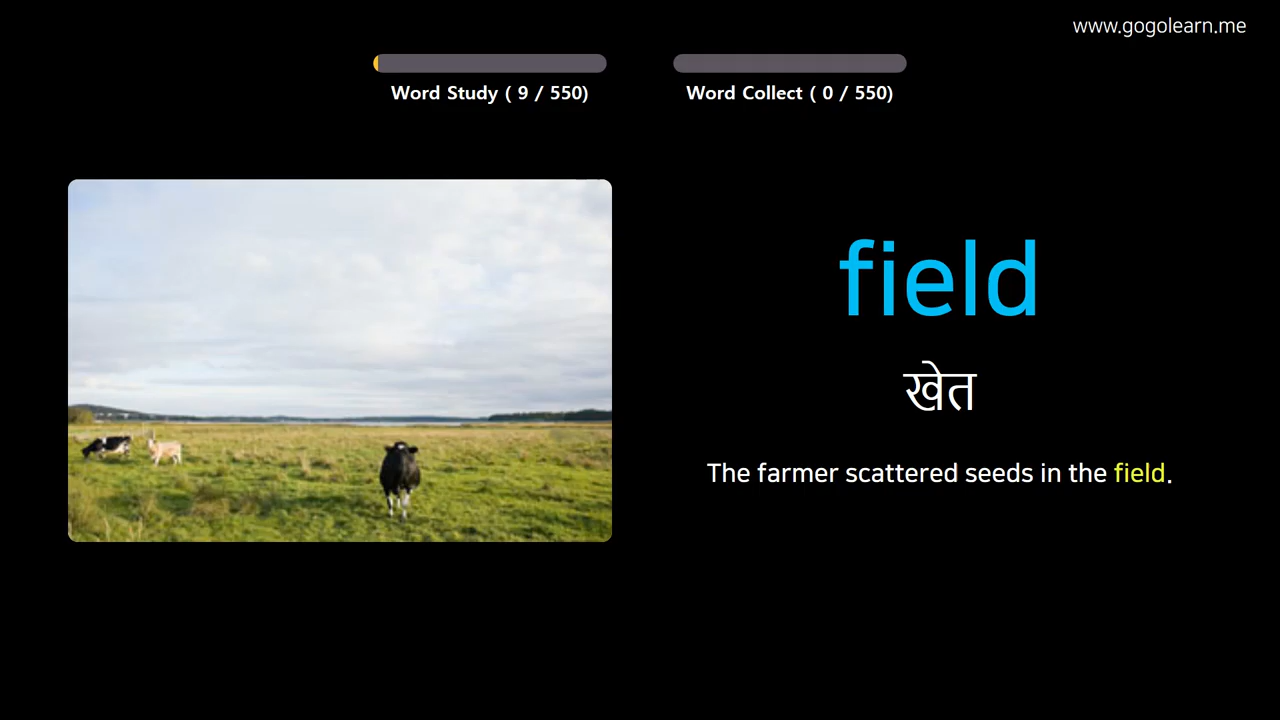 www.gogolearn.me
Word Study ( 9 / 550)
Word Collect ( 0 / 550)
field
खेत
The farmer scattered seeds in the field.